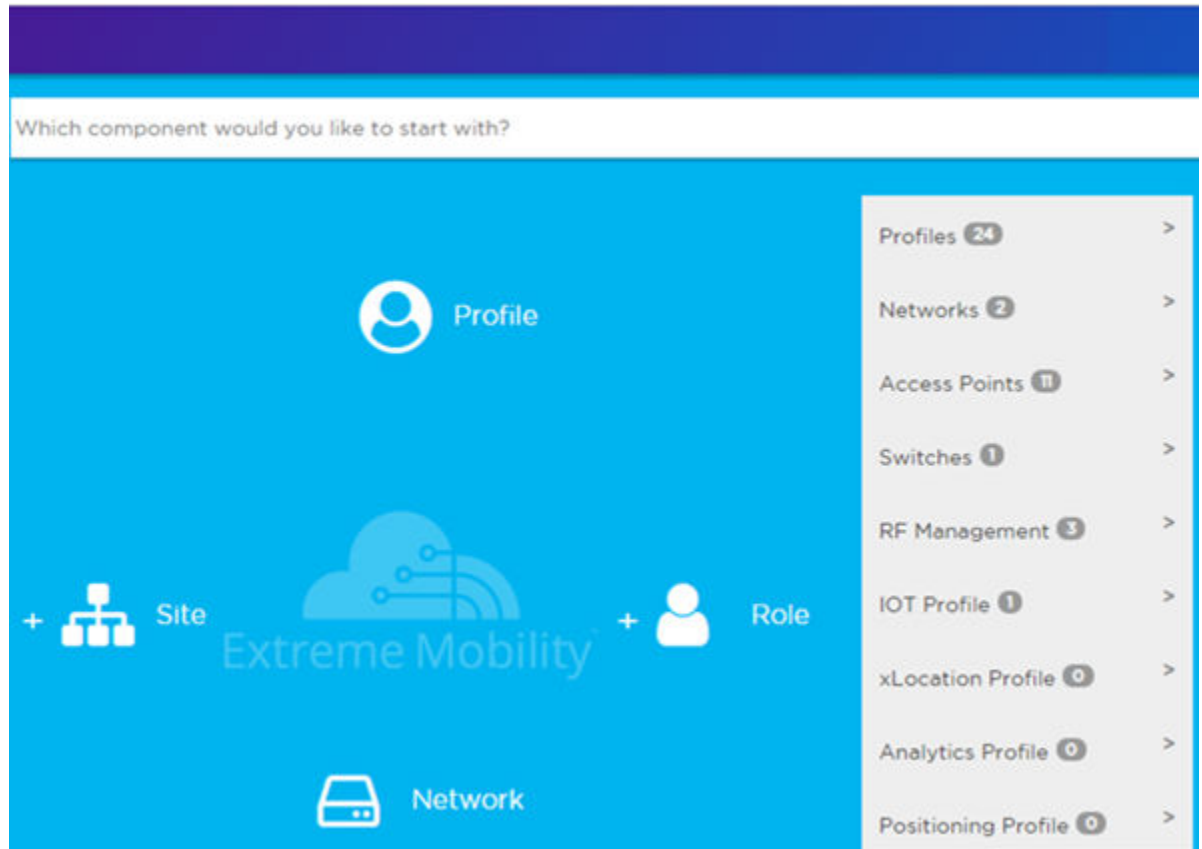 Which component would you like to start with?
Profile
+ Site
Extreme Mobility
+ Role
Network
Profiles 24 >
Networks 2 >
Access Points 11 >
Switches 1 >
RF Management 3 >
IOT Profile 1 >
xLocation Profile 0 >
Analytics Profile 0 >
Positioning Profile 0 >